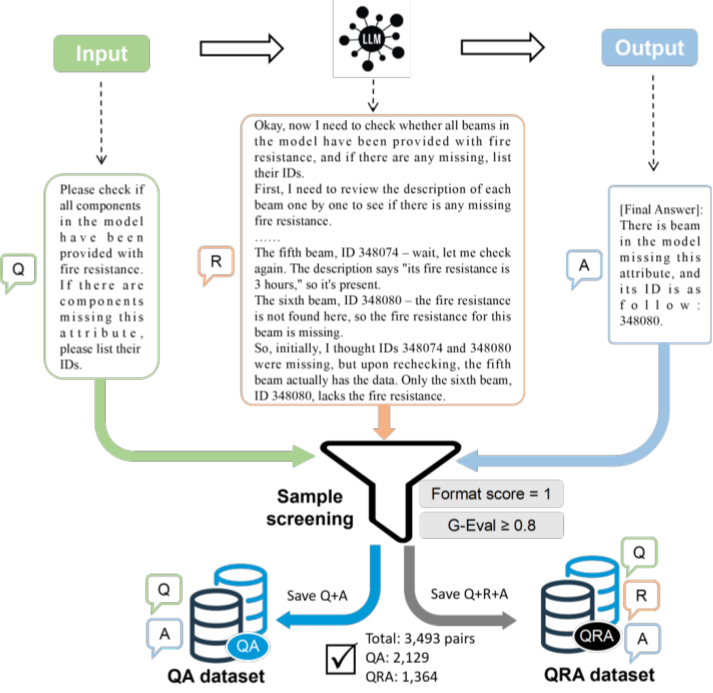 Input
LLM
Output
Please check if
all components
in the model
have been
provided with
fire resistance.
If there are
components
missing this
attribute,
please list their
IDs.
Q
Okay, now I need to check whether all beams in
the model have been provided with fire
resistance, and if there are any missing, list
their IDs.
First, I need to review the description of each
beam one by one to see if there is any missing
fire resistance.
……
The fifth beam, ID 348074 – wait, let me check
again. The description says "its fire resistance is
3 hours," so it's present.
The sixth beam, ID 348080 – the fire resistance
is not found here, so the fire resistance for this
beam is missing.
So, initially, I thought IDs 348074 and 348080
were missing, but upon rechecking, the fifth
beam actually has the data. Only the sixth beam,
ID 348080, lacks the fire resistance.
R
[Final Answer]:
There is beam
in the model
missing this
attribute, and
its ID is as
follow:
348080.
A
Sample
screening
Format score = 1
G-Eval ≥ 0.8
Save Q+A
Save Q+R+A
Q
A
QA
QA dataset
Total: 3,493 pairs
QA: 2,129
QRA: 1,364
Q
R
A
QRA
QRA dataset